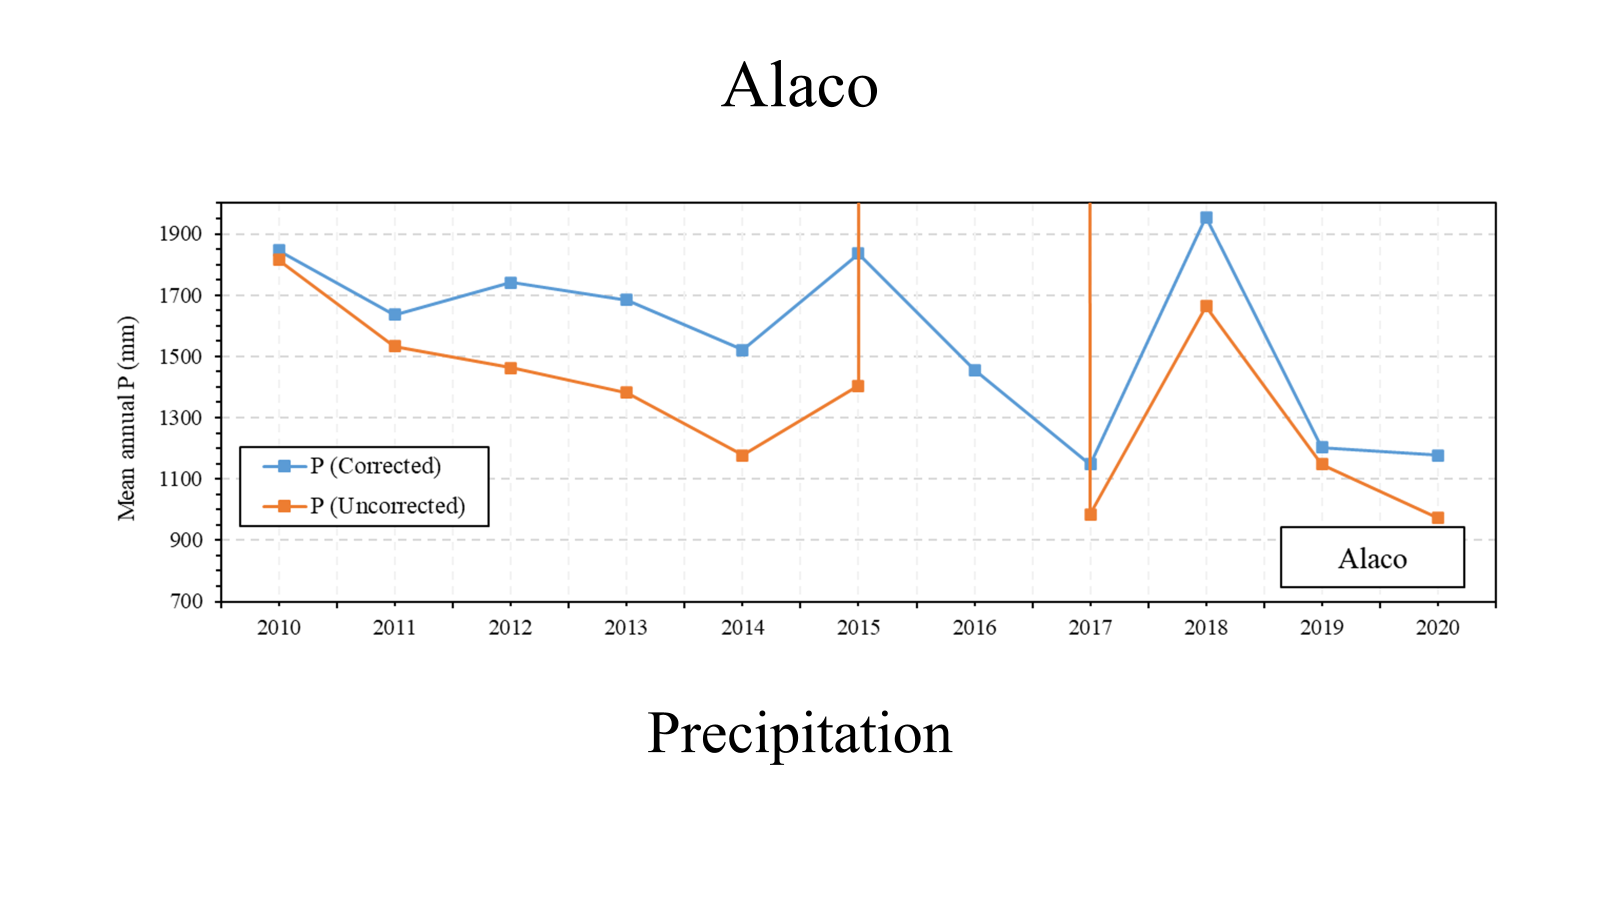 Alaco
1900
1700
1500
1300
1100
900
700
Mean annual P (mm)
P (Corrected)
P (Uncorrected)
Alaco
2010 2011 2012 2013 2014 2015 2016 2017 2018 2019 2020
Precipitation